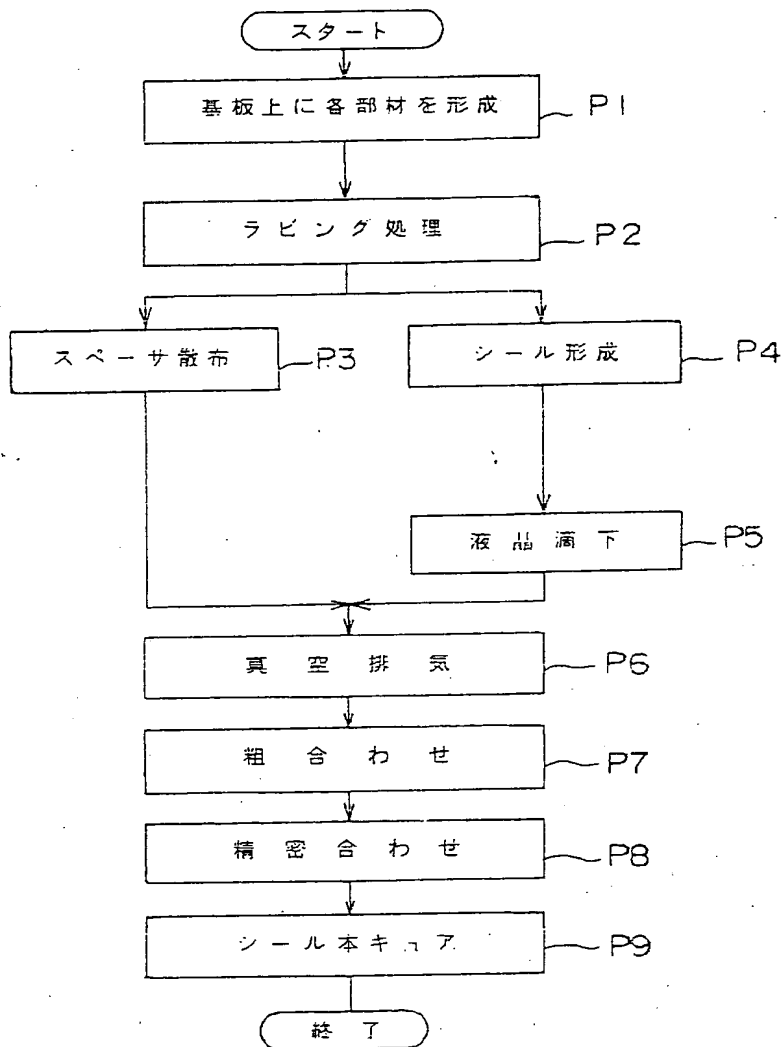 スタート
基板上に各部材を形成
P1
ラビング処理
P2
スペーサ散布
P3
シール形成
P4
液晶滴下
P5
真空排気
P6
粗合わせ
P7
精密合わせ
P8
シール本キュア
P9
終了